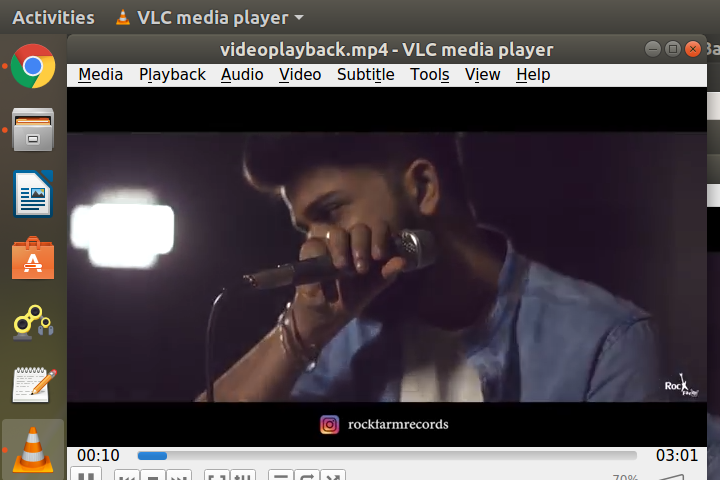 Activities VLC media player
videoplayback.mp4 - VLC media player
Media Playback Audio Video Subtitle Tools View Help
Rock
rockfarmrecords
00:10 03:01
70%